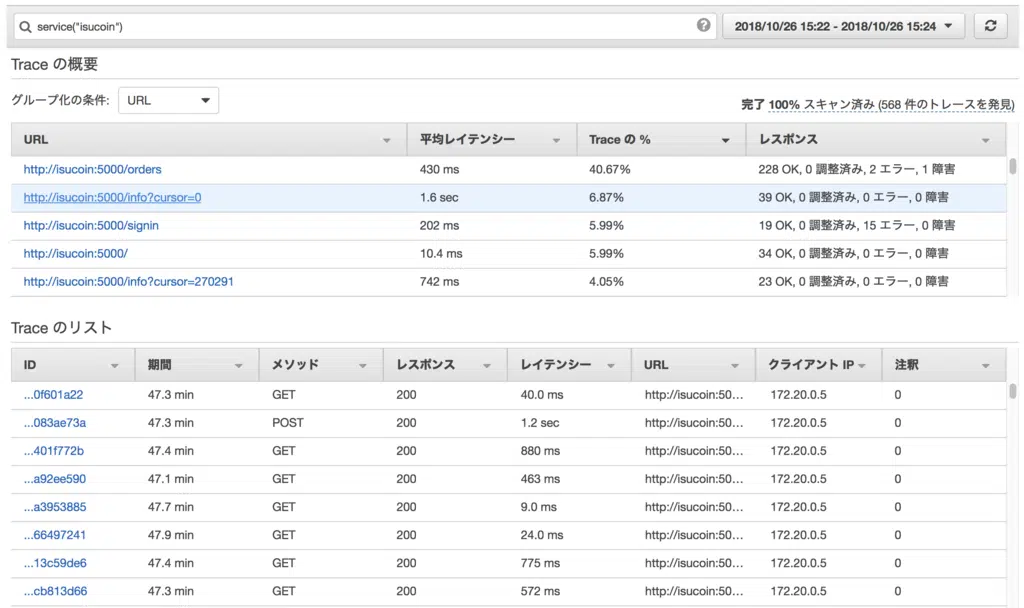 service("isucoin")
2018/10/26 15:22 - 2018/10/26 15:24
Trace の概要
グループ化の条件: URL
完了 100% スキャン済み (568 件のトレースを発見)
URL 平均レイテンシー Trace の % レスポンス
http://isucoin:5000/orders 430 ms 40.67% 228 OK, 0 調整済み, 2 エラー, 1 障害
http://isucoin:5000/info?cursor=0 1.6 sec 6.87% 39 OK, 0 調整済み, 0 エラー, 0 障害
http://isucoin:5000/signin 202 ms 5.99% 19 OK, 0 調整済み, 15 エラー, 0 障害
http://isucoin:5000/ 10.4 ms 5.99% 34 OK, 0 調整済み, 0 エラー, 0 障害
http://isucoin:5000/info?cursor=270291 742 ms 4.05% 23 OK, 0 調整済み, 0 エラー, 0 障害
Trace のリスト
ID 期間 メソッド レスポンス レイテンシー URL クライアント IP 注釈
...0f601a22 47.3 min GET 200 40.0 ms http://isucoin:50... 172.20.0.5 0
...083ae73a 47.3 min POST 200 1.2 sec http://isucoin:50... 172.20.0.5 0
...401f772b 47.4 min GET 200 880 ms http://isucoin:50... 172.20.0.5 0
...a92ee590 47.1 min GET 200 463 ms http://isucoin:50... 172.20.0.5 0
...a3953885 47.7 min GET 200 9.0 ms http://isucoin:50... 172.20.0.5 0
...66497241 47.9 min GET 200 24.0 ms http://isucoin:50... 172.20.0.5 0
...13c59de6 47.4 min GET 200 775 ms http://isucoin:50... 172.20.0.5 0
...cb813d66 47.3 min GET 200 572 ms http://isucoin:50... 172.20.0.5 0